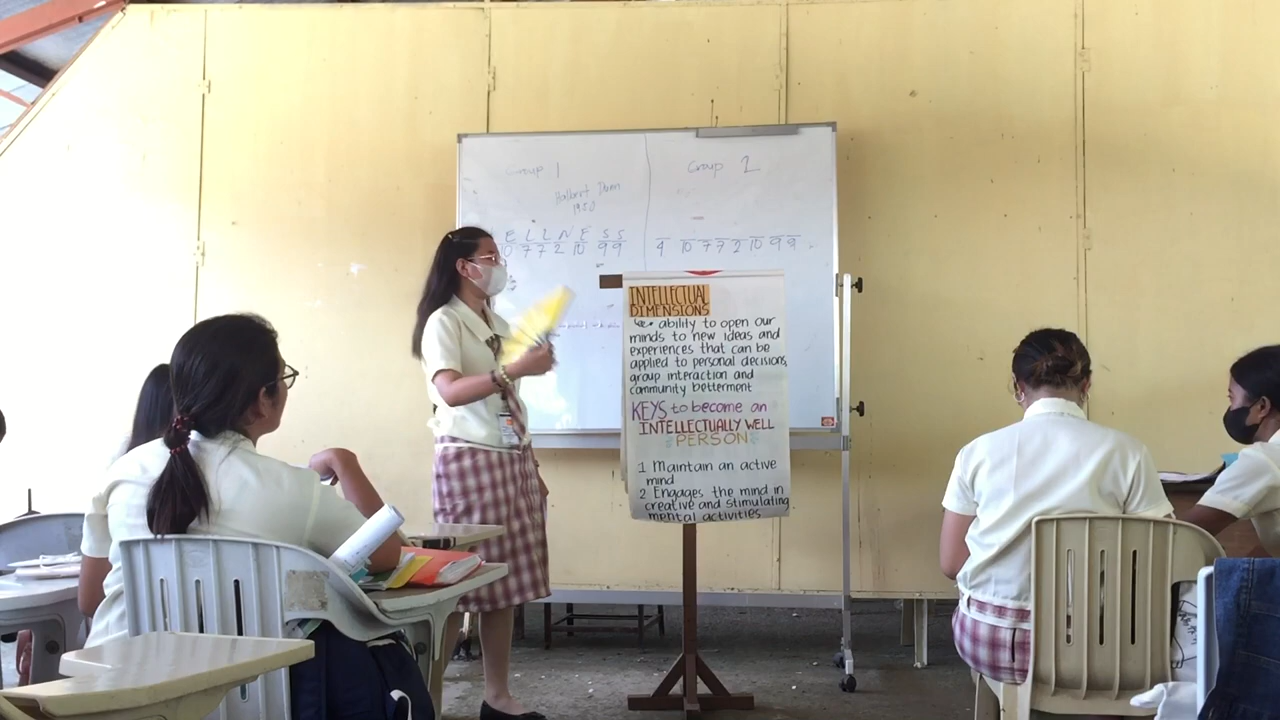 Group 1
Group 2
Halbert Dunn
1950
E L L N E S S
0 7 7 2 10 9 9
4 10 7 7 2 10 9 9
INTELLECTUAL
DIMENSIONS
ability to open our
minds to new ideas and
experiences that can be
applied to personal decisions,
group interaction and
community betterment
KEYS to become an
INTELLECTUALLY WELL
PERSON
1 Maintain an active
mind
2 Engages the mind in
creative and stimulating
mental activities